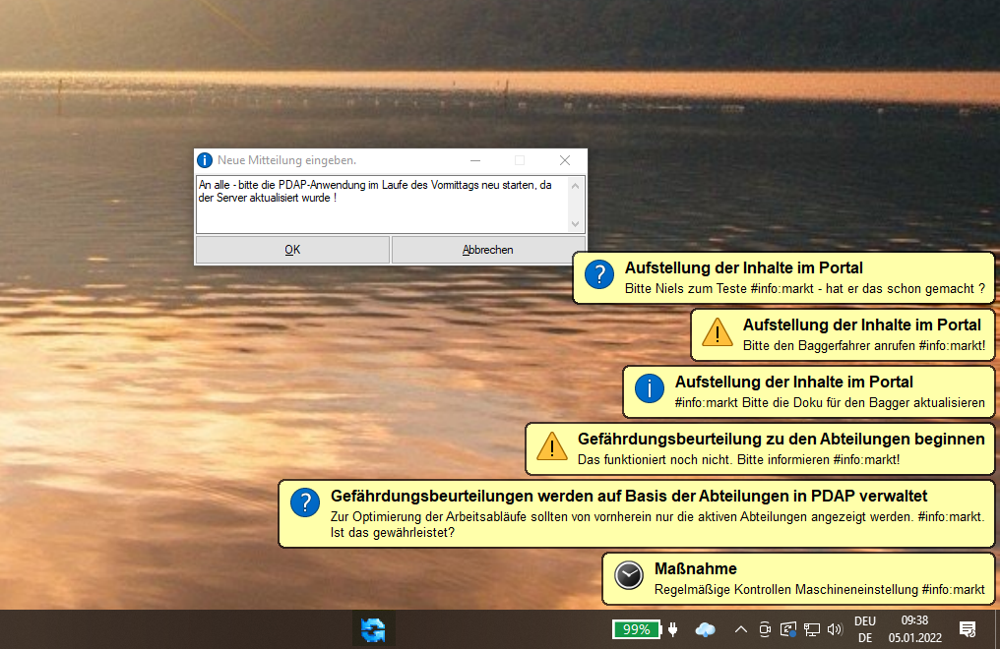 Neue Mitteilung eingeben.
An alle - bitte die PDAP-Anwendung im Laufe des Vormittags neu starten, da
der Server aktualisiert wurde !
OK
Abbrechen
Aufstellung der Inhalte im Portal
Bitte Niels zum Teste #info:markt - hat er das schon gemacht ?
Aufstellung der Inhalte im Portal
Bitte den Baggerfahrer anrufen #info:markt!
Aufstellung der Inhalte im Portal
#info:markt Bitte die Doku für den Bagger aktualisieren
Gefährdungsbeurteilung zu den Abteilungen beginnen
Das funktioniert noch nicht. Bitte informieren #info:markt!
Gefährdungsbeurteilungen werden auf Basis der Abteilungen in PDAP verwaltet
Zur Optimierung der Arbeitsabläufe sollten von vornherein nur die aktiven Abteilungen angezeigt werden. #info:markt.
Ist das gewährleistet?
Maßnahme
Regelmäßige Kontrollen Maschineneinstellung #info:markt
99%
DEU
DE
09:38
05.01.2022